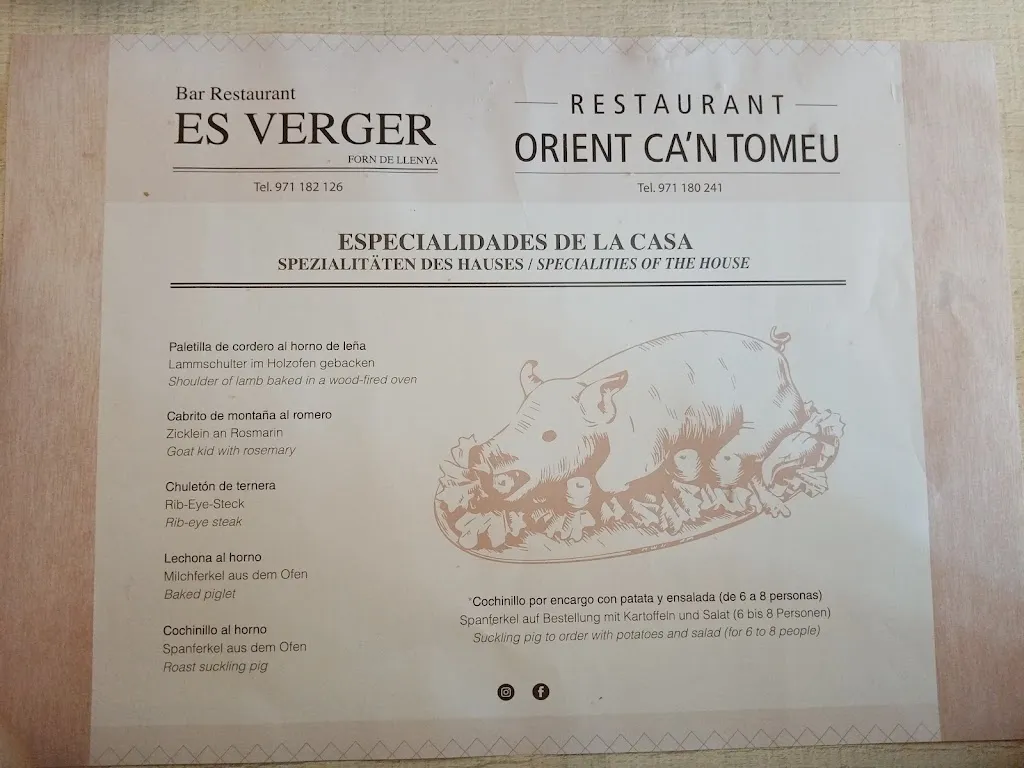 Bar Restaurant
ES VERGER
FORN DE LLENYA
Tel. 971 182 126
RESTAURANT
ORIENT CA'N TOMEU
Tel. 971 180 241
ESPECIALIDADES DE LA CASA
SPEZIALITÄTEN DES HAUSES / SPECIALITIES OF THE HOUSE
Paletilla de cordero al horno de leña
Lammschulter im Holzofen gebacken
Shoulder of lamb baked in a wood-fired oven
Cabrito de montaña al romero
Zicklein an Rosmarin
Goat kid with rosemary
Chuletón de ternera
Rib-Eye-Steck
Rib-eye steak
Lechona al horno
Milchferkel aus dem Ofen
Baked piglet
Cochinillo al horno
Spanferkel aus dem Ofen
Roast suckling pig
*Cochinillo por encargo con patata y ensalada (de 6 a 8 personas)
Spanferkel auf Bestellung mit Kartoffeln und Salat (6 bis 8 Personen)
Suckling pig to order with potatoes and salad (for 6 to 8 people)